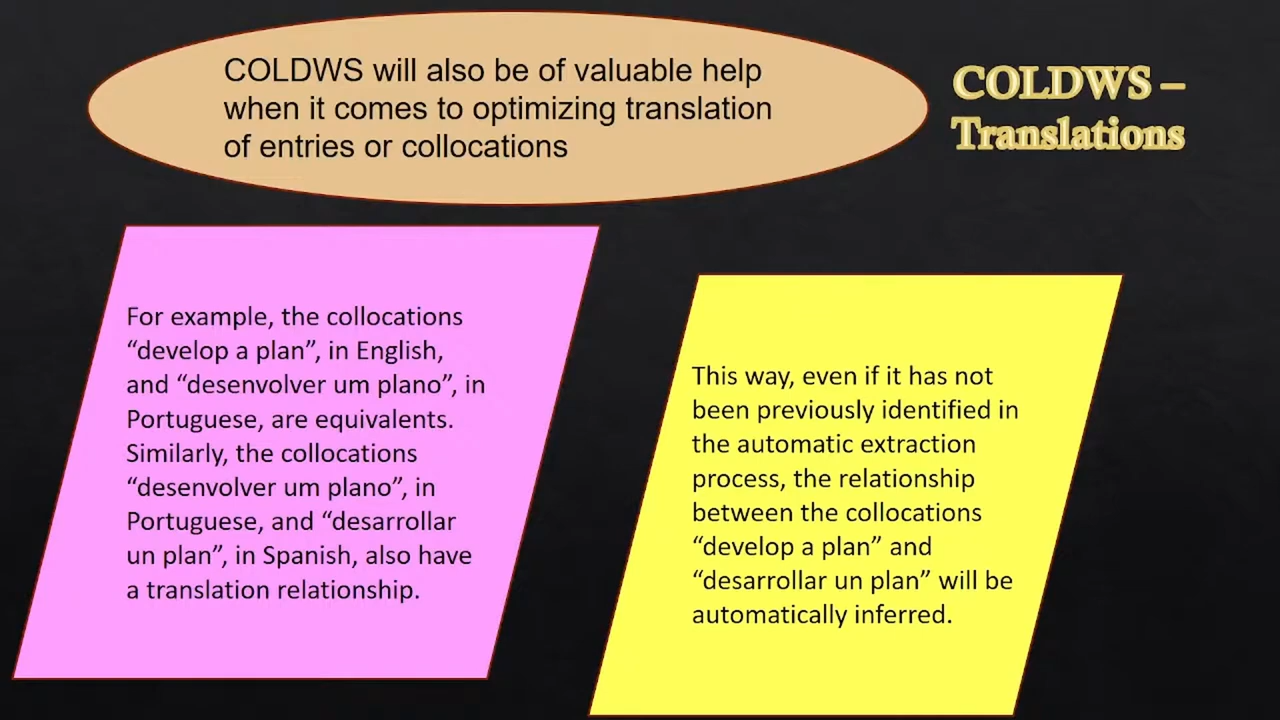 COLDWS will also be of valuable help
when it comes to optimizing translation
of entries or collocations
COLDWS –
Translations
For example, the collocations
“develop a plan”, in English,
and “desenvolver um plano”, in
Portuguese, are equivalents.
Similarly, the collocations
“desenvolver um plano”, in
Portuguese, and “desarrollar
un plan”, in Spanish, also have
a translation relationship.
This way, even if it has not
been previously identified in
the automatic extraction
process, the relationship
between the collocations
“develop a plan” and
“desarrollar un plan” will be
automatically inferred.